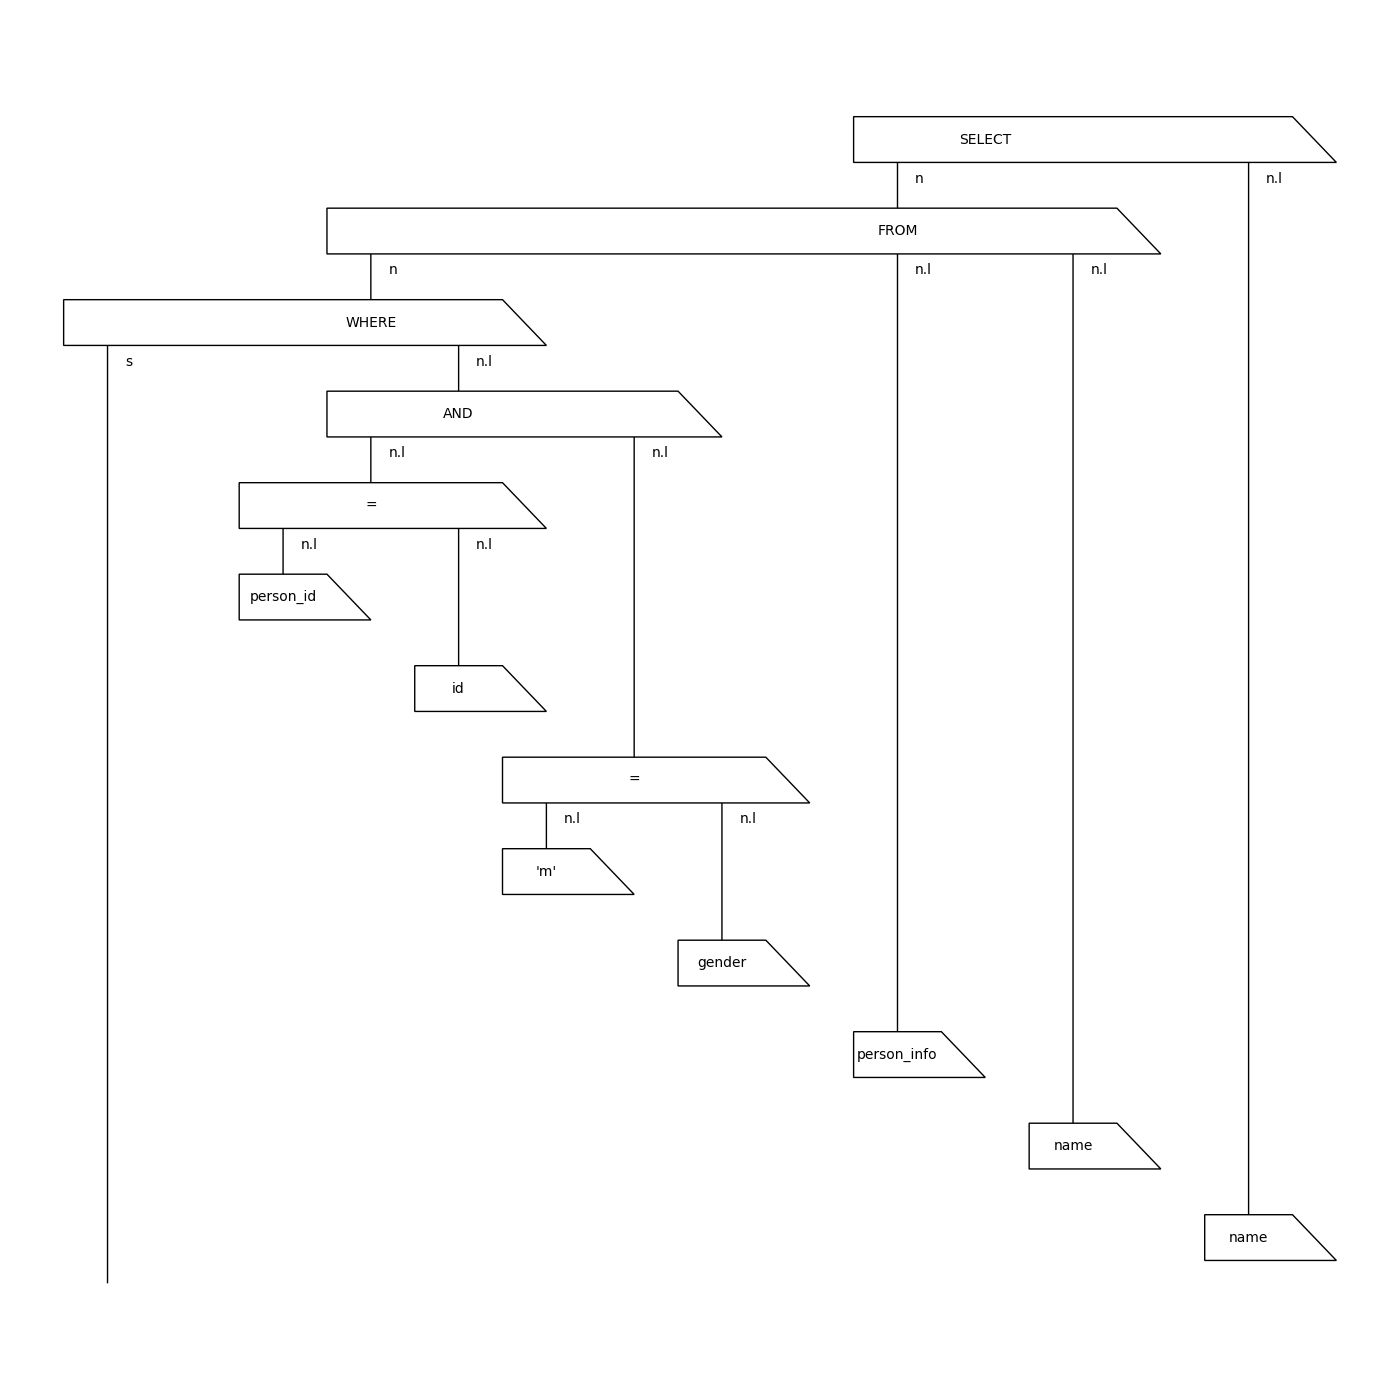 SELECT
n n.l
FROM
n n.l n.l
WHERE
s n.l
AND
n.l n.l
=
n.l n.l
person_id
id
=
n.l n.l
'm'
gender
person_info
name
name